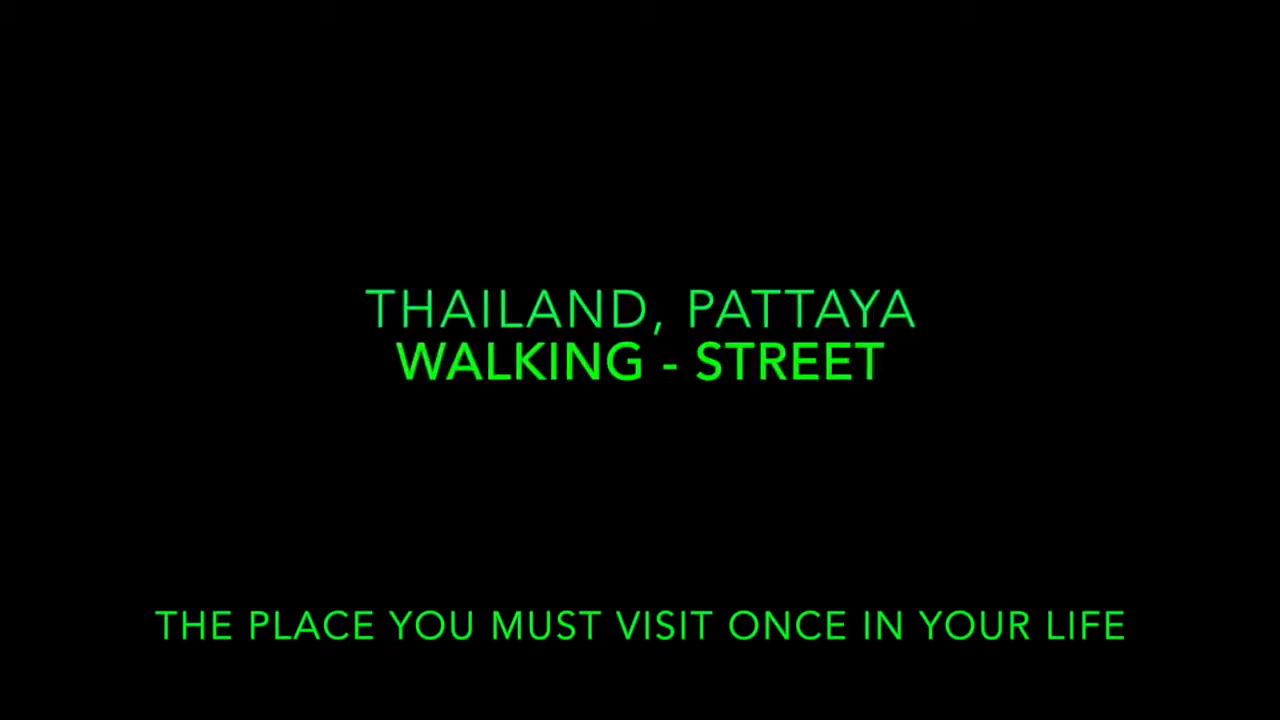 THAILAND, PATTAYA
WALKING - STREET
THE PLACE YOU MUST VISIT ONCE IN YOUR LIFE